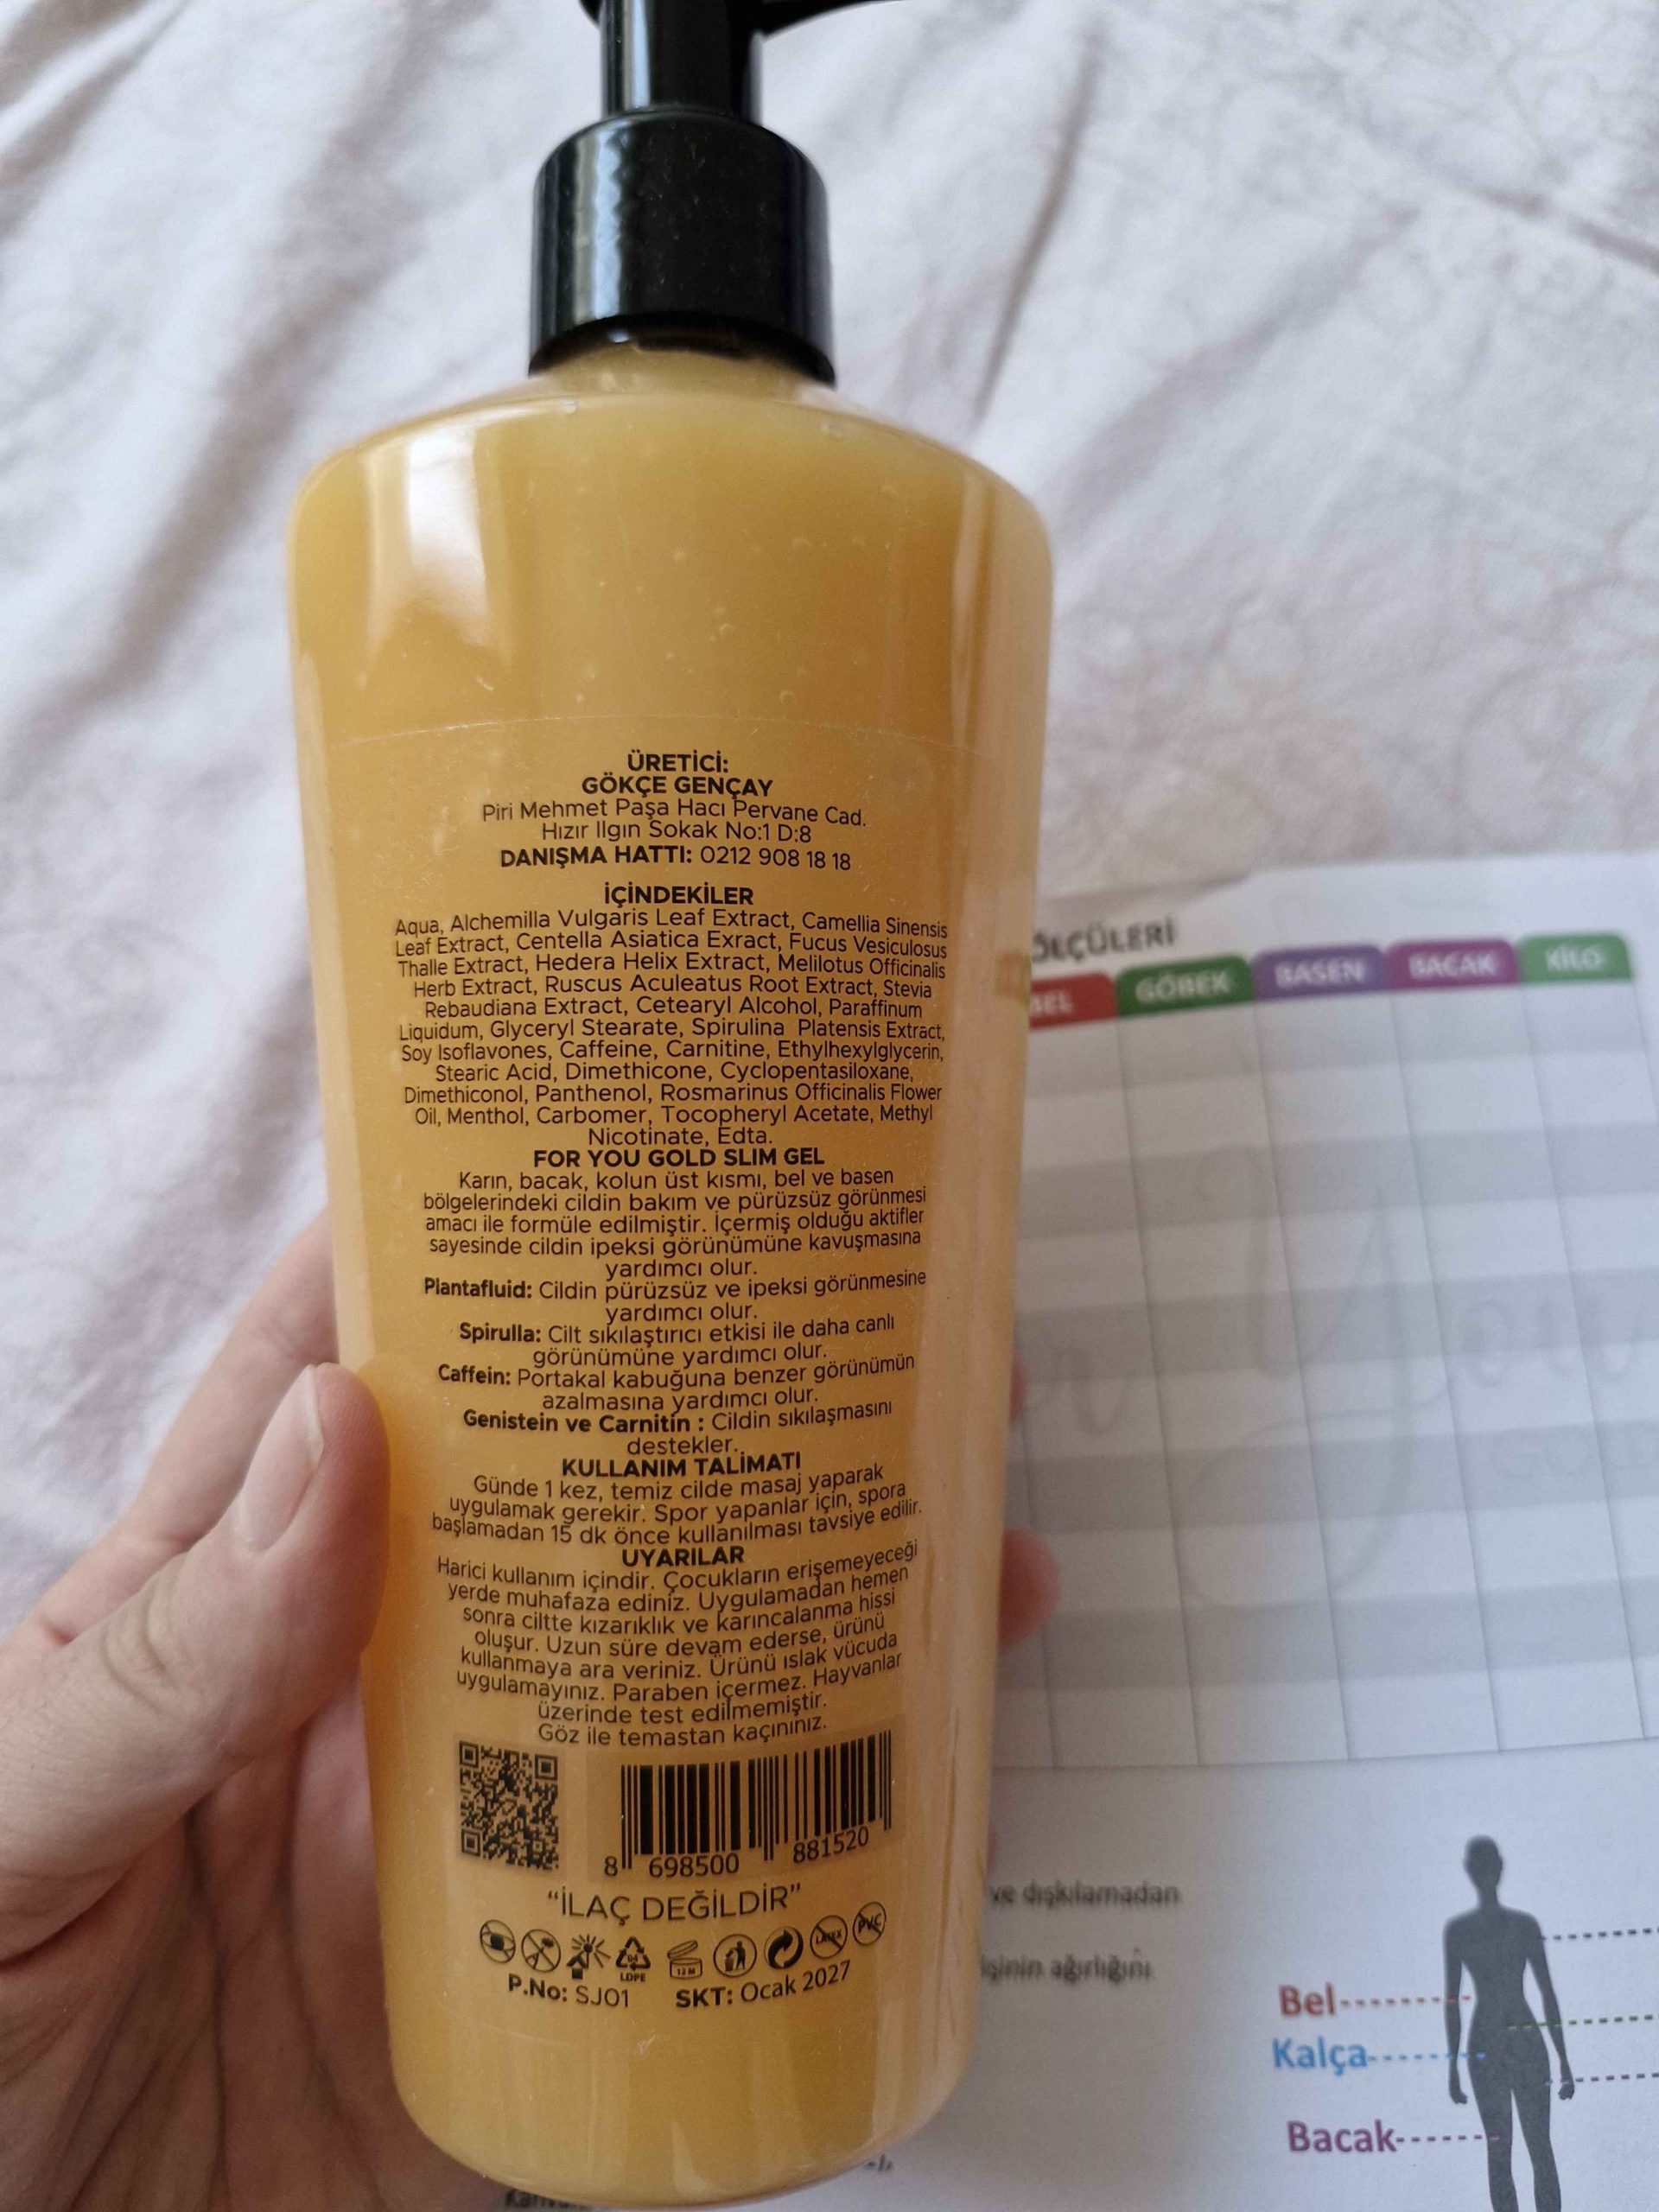 ÜRETİCİ:
GÖKÇE GENÇAY
Piri Mehmet Paşa Hacı Pervane Cad.
Hızır Ilgın Sokak No:1 D:8
DANIŞMA HATTI: 0212 908 18 18
İÇİNDEKİLER
Aqua, Alchemilla Vulgaris Leaf Extract, Camellia Sinensis
Leaf Extract, Centella Asiatica Exract, Fucus Vesiculosus
Thalle Extract, Hedera Helix Extract, Melilotus Officinalis
Herb Extract, Ruscus Aculeatus Root Extract, Stevia
Rebaudiana Extract, Cetearyl Alcohol, Paraffinum
Liquidum, Glyceryl Stearate, Spirulina Platensis Extract,
Soy Isoflavones, Caffeine, Carnitine, Ethylhexylglycerin,
Stearic Acid, Dimethicone, Cyclopentasiloxane,
Dimethiconol, Panthenol, Rosmarinus Officinalis Flower
Oil, Menthol, Carbomer, Tocopheryl Acetate, Methyl
Nicotinate, Edta.
FOR YOU GOLD SLIM GEL
Karın, bacak, kolun üst kısmı, bel ve basen
bölgelerindeki cildin bakım ve pürüzsüz görünmesi
amacı ile formüle edilmiştir. İçermiş olduğu aktifler
sayesinde cildin ipeksi görünümüne kavuşmasına
yardımcı olur.
Plantafluid: Cildin pürüzsüz ve ipeksi görünmesine
yardımcı olur.
Spirulla: Cilt sıkılaştırıcı etkisi ile daha canlı
görünümüne yardımcı olur.
Caffein: Portakal kabuğuna benzer görünümün
azalmasına yardımcı olur.
Genistein ve Carnitin : Cildin sıkılaşmasını
destekler.
KULLANIM TALİMATI
Günde 1 kez, temiz cilde masaj yaparak
uygulamak gerekir. Spor yapanlar için, spora
başlamadan 15 dk önce kullanılması tavsiye edilir.
UYARILAR
Harici kullanım içindir. Çocukların erişemeyeceği
yerde muhafaza ediniz. Uygulamadan hemen
sonra ciltte kızarıklık ve karıncalanma hissi
oluşur. Uzun süre devam ederse, ürünü
kullanmaya ara veriniz. Ürünü ıslak vücuda
uygulamayınız. Paraben içermez. Hayvanlar
üzerinde test edilmemiştir.
Göz ile temastan kaçınınız.
8 698500 881520
"İLAÇ DEĞİLDİR"
LDPE 12 M LATEX PVC
P.No: SJ01 SKT: Ocak 2027
ÖLÇÜLERİ
BEL GÖBEK BASEN BACAK KİLO
ve dışkılamadan
ağırlığını
Bel
Kalça
Bacak